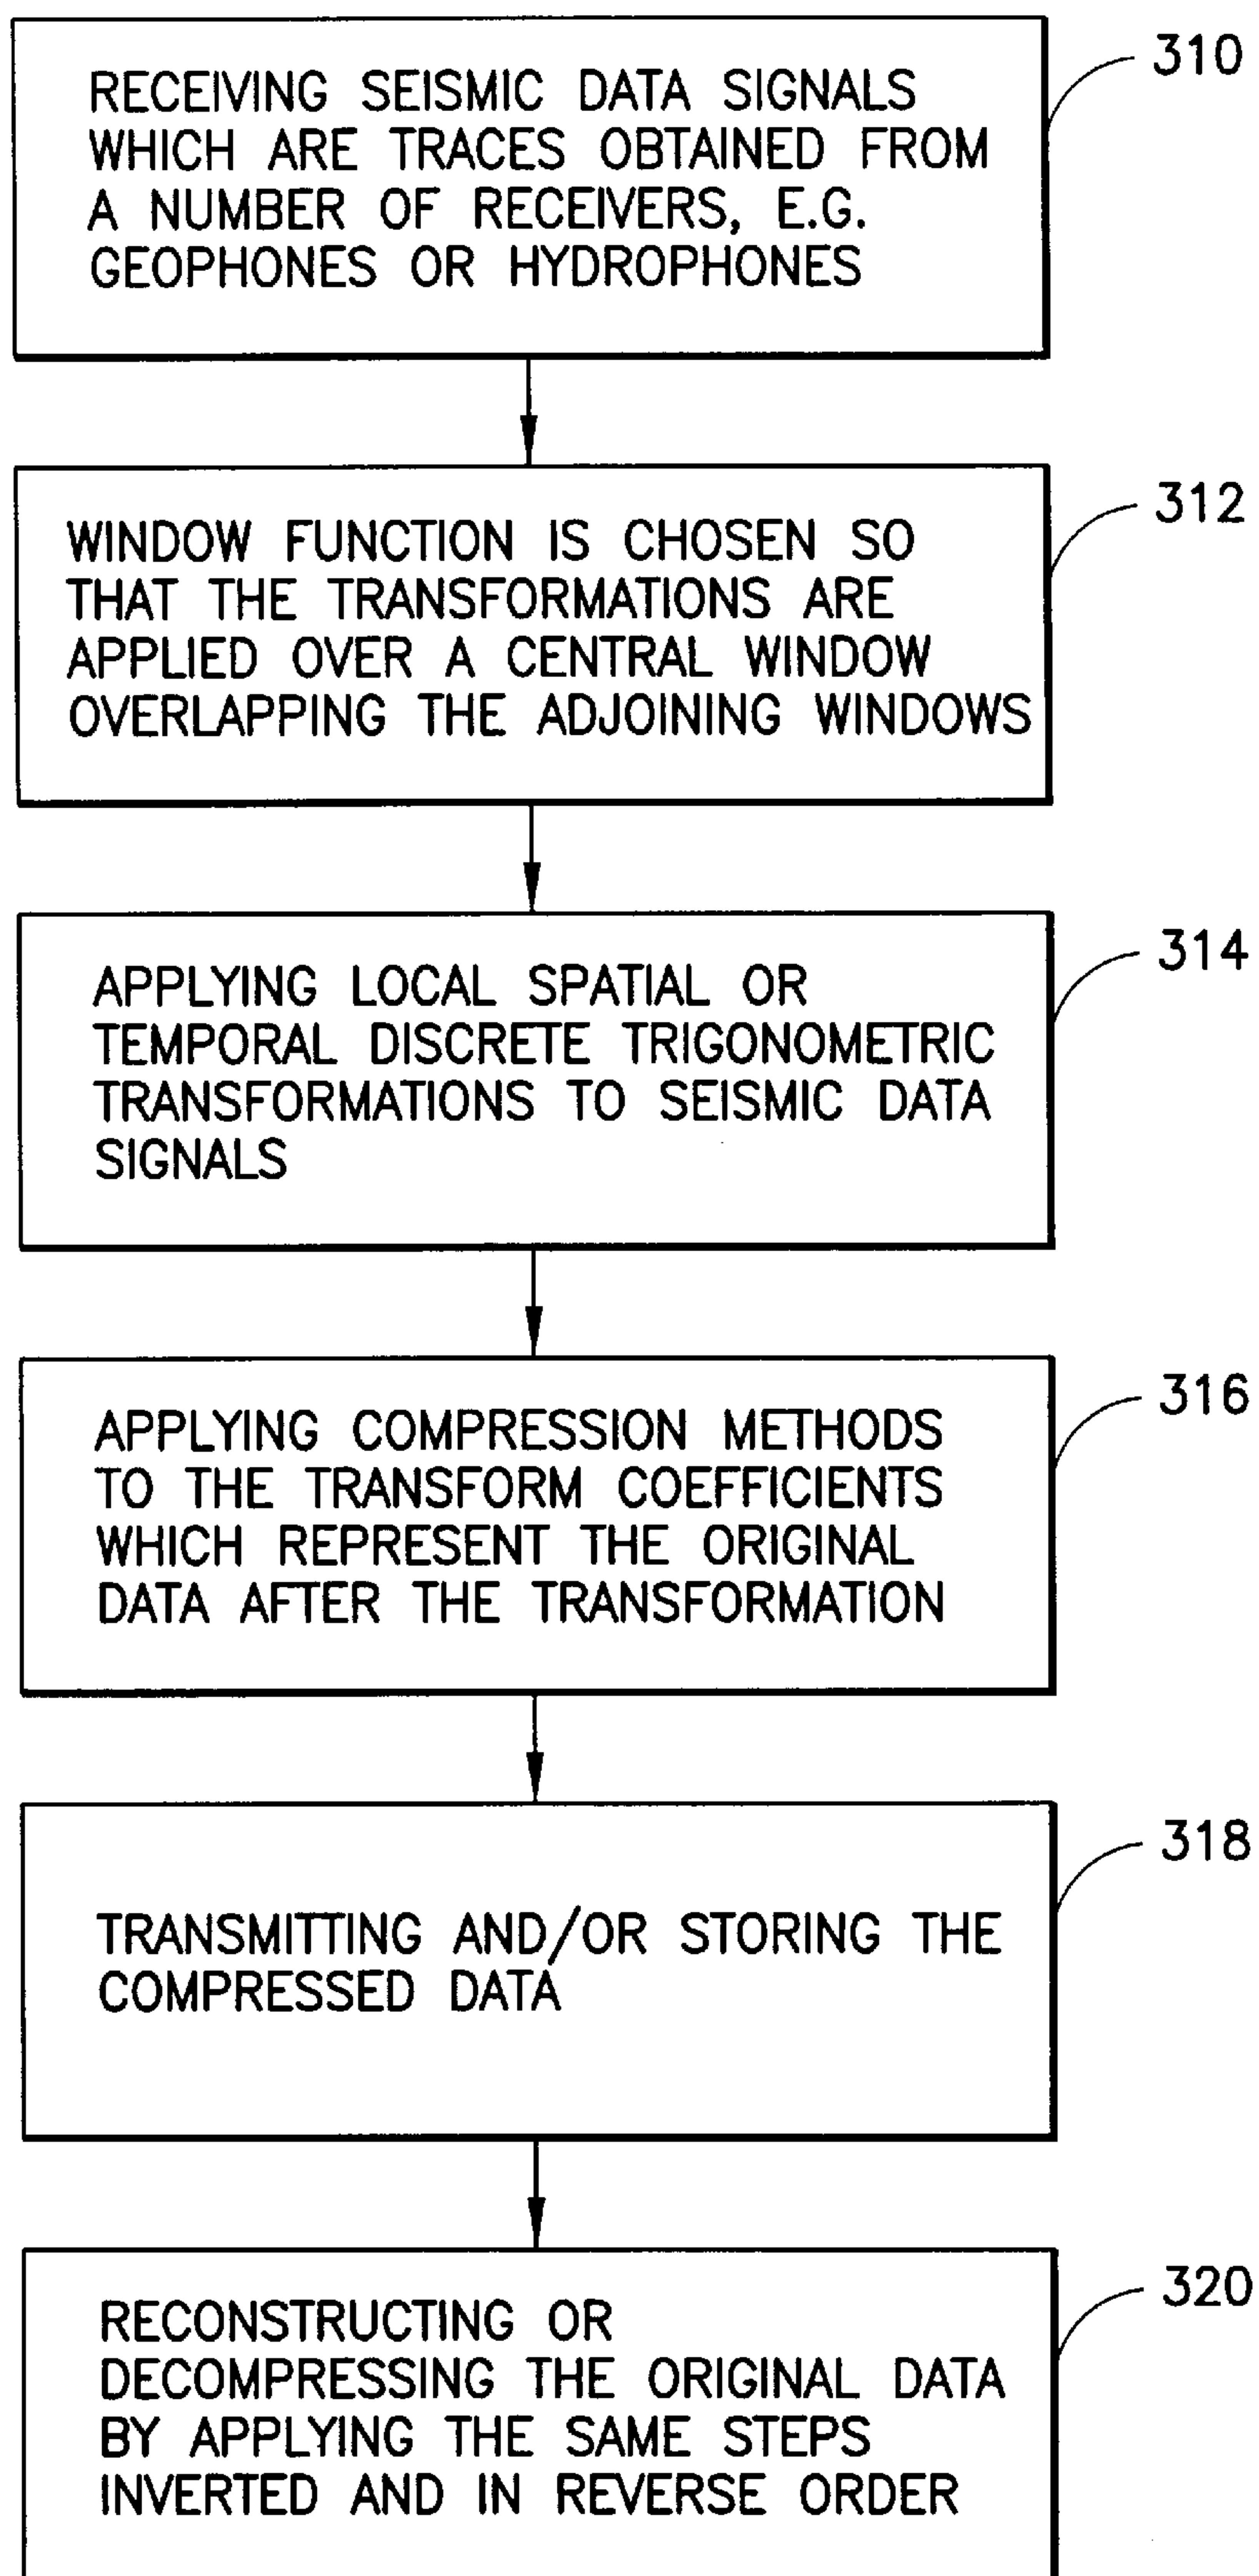 310
RECEIVING SEISMIC DATA SIGNALS
WHICH ARE TRACES OBTAINED FROM
A NUMBER OF RECEIVERS, E.G.
GEOPHONES OR HYDROPHONES
312
WINDOW FUNCTION IS CHOSEN SO
THAT THE TRANSFORMATIONS ARE
APPLIED OVER A CENTRAL WINDOW
OVERLAPPING THE ADJOINING WINDOWS
314
APPLYING LOCAL SPATIAL OR
TEMPORAL DISCRETE TRIGONOMETRIC
TRANSFORMATIONS TO SEISMIC DATA
SIGNALS
316
APPLYING COMPRESSION METHODS
TO THE TRANSFORM COEFFICIENTS
WHICH REPRESENT THE ORIGINAL
DATA AFTER THE TRANSFORMATION
318
TRANSMITTING AND/OR STORING THE
COMPRESSED DATA
320
RECONSTRUCTING OR
DECOMPRESSING THE ORIGINAL DATA
BY APPLYING THE SAME STEPS
INVERTED AND IN REVERSE ORDER